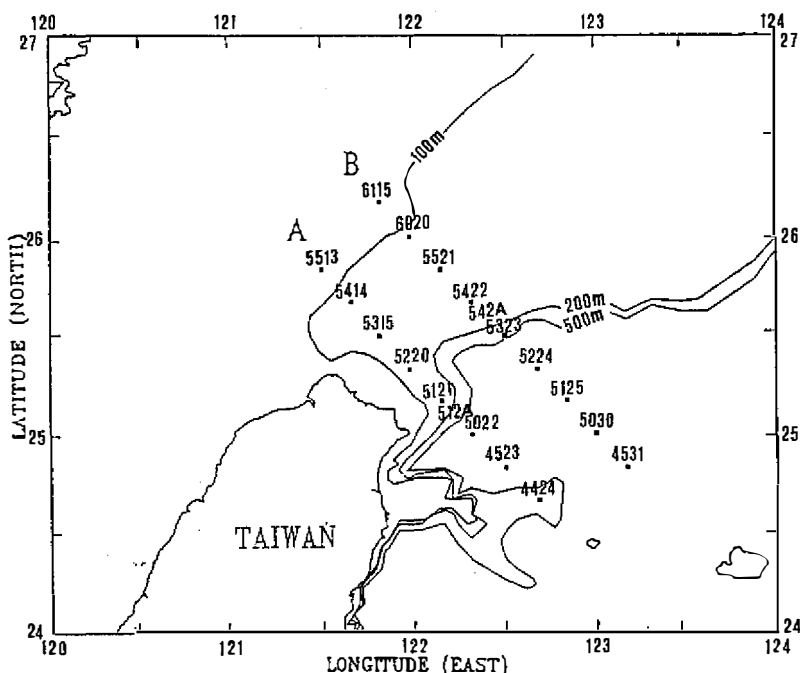 120 121 122 123 124
27 27
100m
B
6115
A
6020
26 26
5513
5521
5414
5422
542A
200m
5323
500m
5315
5220
5224
5121
512A
5125
5022
5030
25 25
4523
4531
4424
TAIWAN
24 24
120 121 122 123 124
LONGITUDE (EAST)
LATITUDE (NORTH)